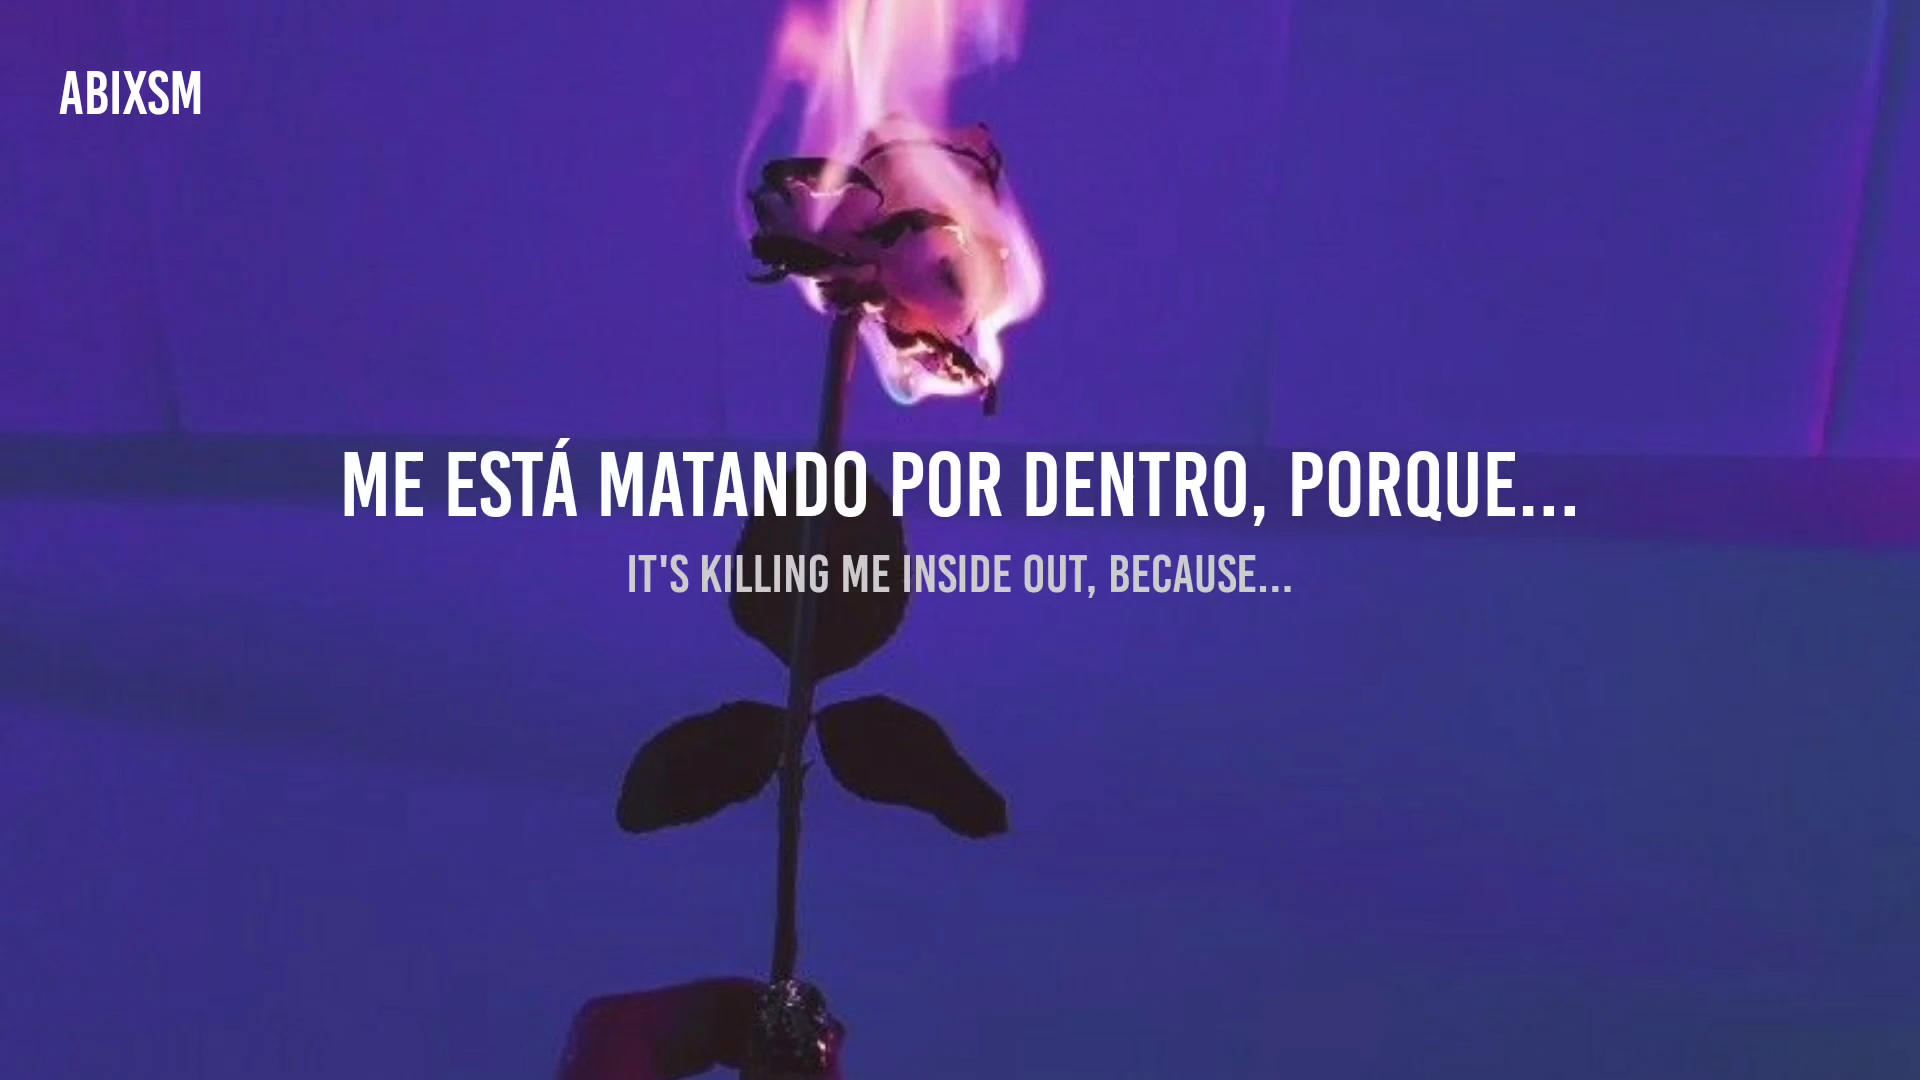 ABIXSM
ME ESTÁ MATANDO POR DENTRO, PORQUE...
IT'S KILLING ME INSIDE OUT, BECAUSE...